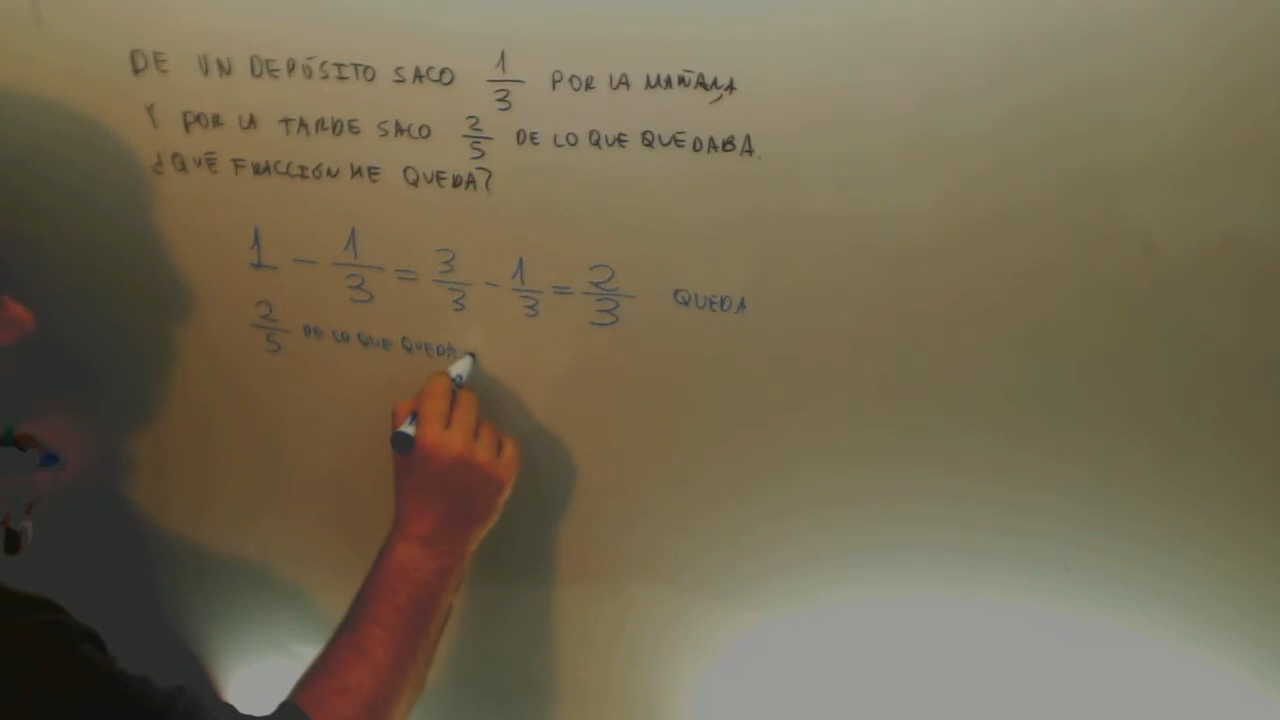 DE UN DEPÓSITO SACO 1/3 POR LA MAÑANA,
Y POR LA TARDE SACO 2/5 DE LO QUE QUEDABA.
¿QUÉ FRACCIÓN ME QUEDA?
1 - 1/3 = 3/3 - 1/3 = 2/3 QUEDA
2/5 DE LO QUE QUEDA